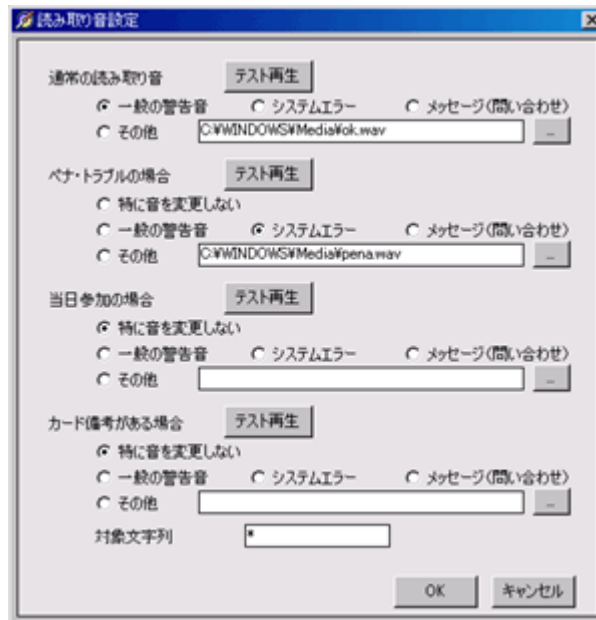 読み取り音設定
通常の読み取り音 テスト再生
一般の警告音 システムエラー メッセージ(問い合わせ)
その他 C:¥WINDOWS¥Media¥ok.wav ...
ペナ・トラブルの場合 テスト再生
特に音を変更しない
一般の警告音 システムエラー メッセージ(問い合わせ)
その他 C:¥WINDOWS¥Media¥pena.wav ...
当日参加の場合 テスト再生
特に音を変更しない
一般の警告音 システムエラー メッセージ(問い合わせ)
その他 ...
カード備考がある場合 テスト再生
特に音を変更しない
一般の警告音 システムエラー メッセージ(問い合わせ)
その他 ...
対象文字列 *
OK キャンセル